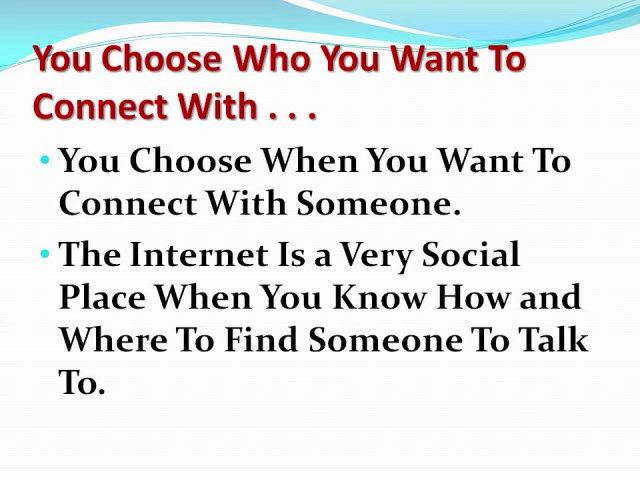 You Choose Who You Want To
Connect With . . .
• You Choose When You Want To
Connect With Someone.
• The Internet Is a Very Social
Place When You Know How and
Where To Find Someone To Talk
To.